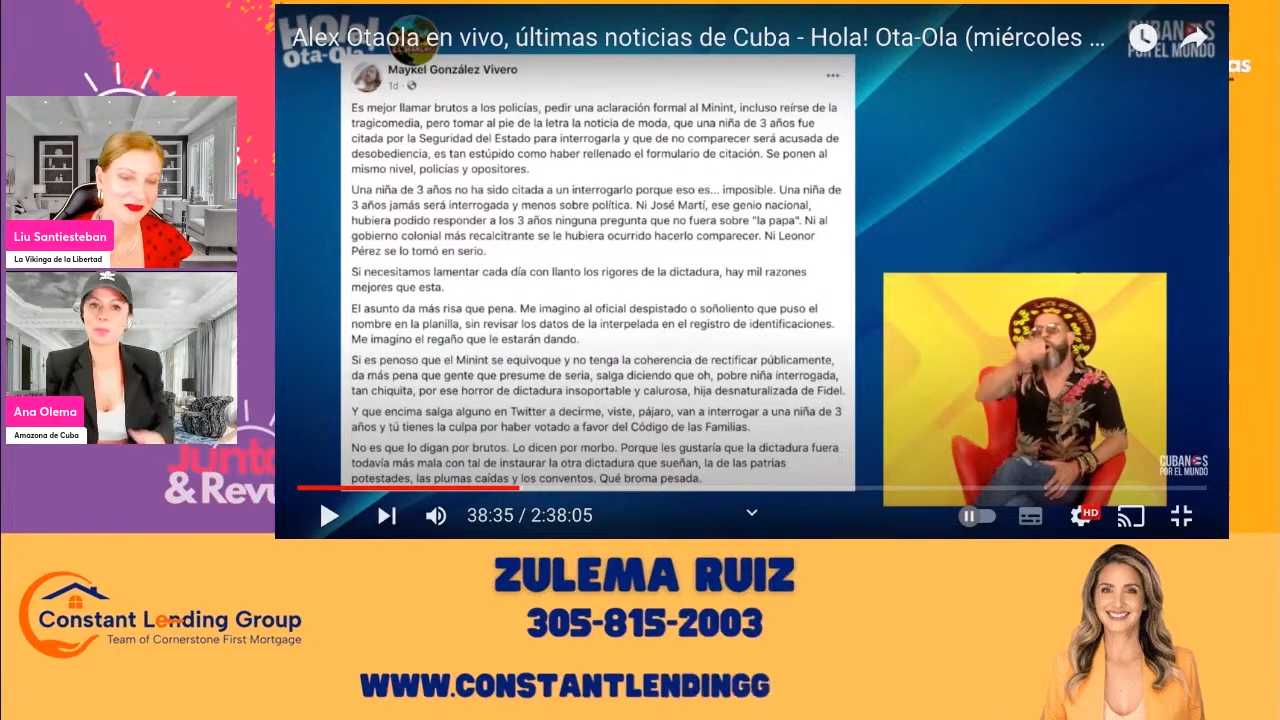 Hola!
Ota-Ola
Alex Otaola en vivo, últimas noticias de Cuba - Hola! Ota-Ola (miércoles ...
CUBANOS
POR EL MUNDO
as
Maykel González Vivero
1d
Es mejor llamar brutos a los policías, pedir una aclaración formal al Minint, incluso reírse de la
tragicomedia, pero tomar al pie de la letra la noticia de moda, que una niña de 3 años fue
citada por la Seguridad del Estado para interrogarla y que de no comparecer será acusada de
desobediencia, es tan estúpido como haber rellenado el formulario de citación. Se ponen al
mismo nivel, policías y opositores.
Una niña de 3 años no ha sido citada a un interrogarlo porque eso es... imposible. Una niña de
3 años jamás será interrogada y menos sobre política. Ni José Martí, ese genio nacional,
hubiera podido responder a los 3 años ninguna pregunta que no fuera sobre "la papa". Ni al
gobierno colonial más recalcitrante se le hubiera ocurrido hacerlo comparecer. Ni Leonor
Pérez se lo tomó en serio.
Si necesitamos lamentar cada día con llanto los rigores de la dictadura, hay mil razones
mejores que esta.
El asunto da más risa que pena. Me imagino al oficial despistado o soñoliento que puso el
nombre en la planilla, sin revisar los datos de la interpelada en el registro de identificaciones.
Me imagino el regaño que le estarán dando.
Si es penoso que el Minint se equivoque y no tenga la coherencia de rectificar públicamente,
da más pena que gente que presume de seria, salga diciendo que oh, pobre niña interrogada,
tan chiquita, por ese horror de dictadura insoportable y calurosa, hija desnaturalizada de Fidel.
Y que encima salga alguno en Twitter a decirme, viste, pájaro, van a interrogar a una niña de 3
años y tú tienes la culpa por haber votado a favor del Código de las Familias.
No es que lo digan por brutos. Lo dicen por morbo. Porque les gustaría que la dictadura fuera
todavía más mala con tal de instaurar la otra dictadura que sueñan, la de las patrias
potestades, las plumas caídas y los conventos. Qué broma pesada.
CUBANOS
POR EL MUNDO
38:35 / 2:38:05
HD
Liu Santiesteban
La Vikinga de la Libertad
Ana Olema
Amazona de Cuba
Junta
& Revu
Constant Lending Group
Team of Cornerstone First Mortgage
ZULEMA RUIZ
305-815-2003
WWW.CONSTANTLENDINGG